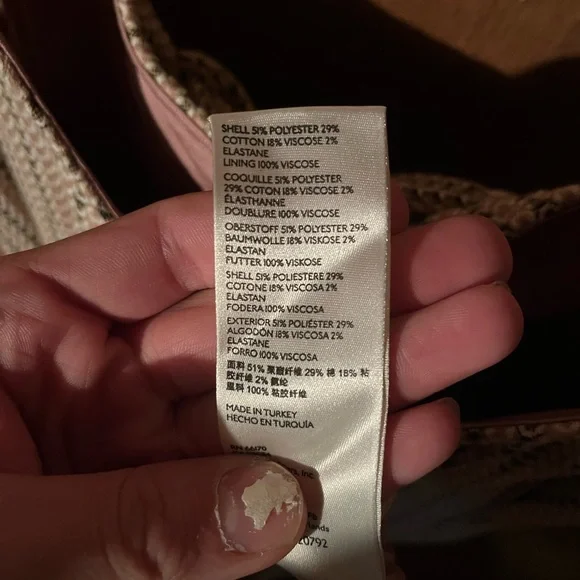 SHELL 51% POLYESTER 29%
COTTON 18% VISCOSE 2%
ELASTANE
LINING 100% VISCOSE
COQUILLE 51% POLYESTER
29% COTON 18% VISCOSE 2%
ÉLASTHANNE
DOUBLURE 100% VISCOSE
OBERSTOFF 51% POLYESTER 29%
BAUMWOLLE 18% VISKOSE 2%
ELASTAN
FUTTER 100% VISKOSE
SHELL 51% POLIESTERE 29%
COTONE 18% VISCOSA 2%
ELASTAN
FODERA 100% VISCOSA
EXTERIOR 51% POLIÉSTER 29%
ALGODÓN 18% VISCOSA 2%
ELASTANE
FORRO 100% VISCOSA
面料 51% 聚酯纤维 29% 棉 18% 粘
胶纤维 2% 氨纶
里料 100% 粘胶纤维
MADE IN TURKEY
HECHO EN TURQUÍA
Inc.
lands
20792